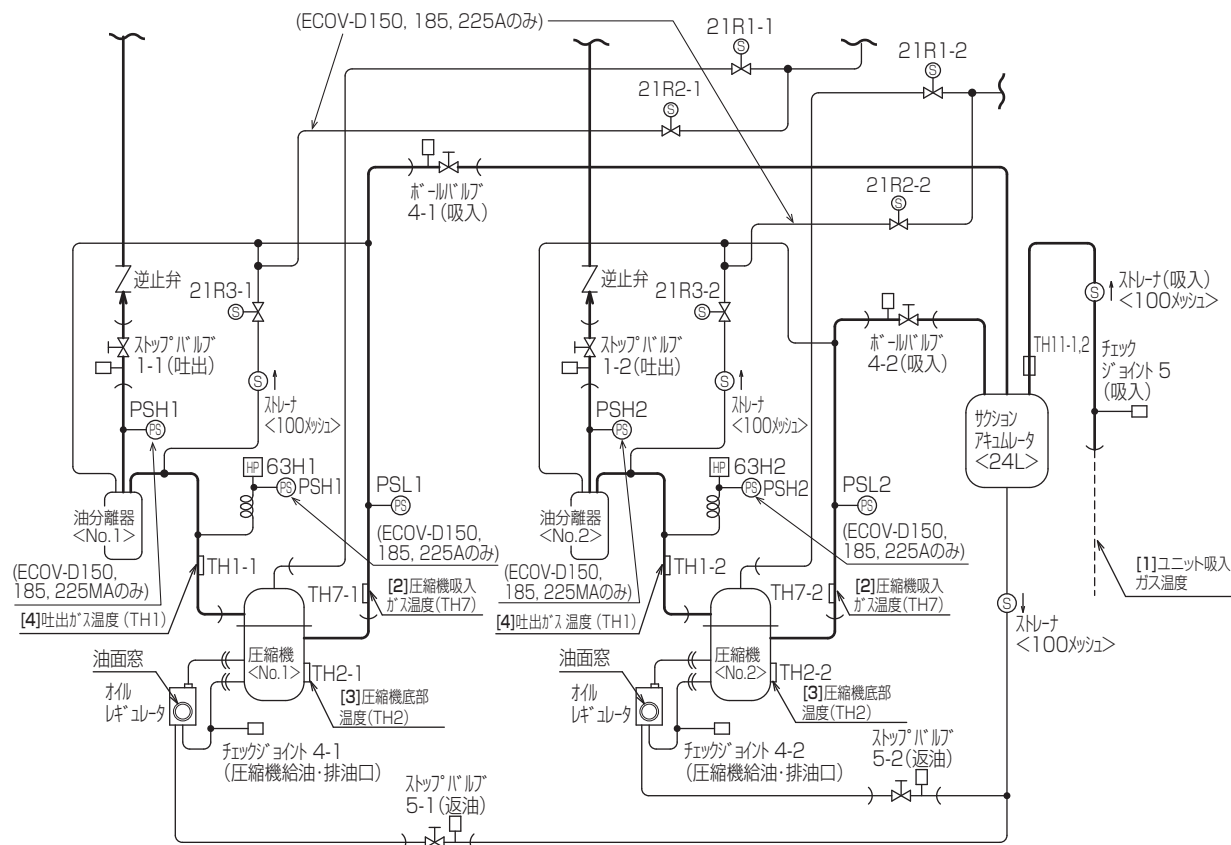 (ECOV-D150, 185, 225Aのみ)
21R1-1
21R1-2
21R2-1
21R2-2
ボールバルブ
4-1(吸入)
逆止弁
21R3-1
ストップバルブ
1-1(吐出)
PSH1
PS
S
ストレーナ
<100メッシュ>
HP
63H1
PS
PSH1
PSL1
PS
油分離器
<No.1>
(ECOV-D150,
185, 225MAのみ)
(ECOV-D150,
185, 225Aのみ)
TH1-1
[4]吐出ガス温度(TH1)
TH7-1
[2]圧縮機吸入
ガス温度(TH7)
圧縮機
<No.1>
TH2-1
[3]圧縮機底部
温度(TH2)
油面窓
オイル
レギュレータ
チェックジョイント 4-1
(圧縮機給油・排油口)
ストップバルブ
5-1(返油)
逆止弁
21R3-2
ストップバルブ
1-2(吐出)
PSH2
PS
S
ストレーナ
<100メッシュ>
HP
63H2
PS
PSH2
PSL2
PS
油分離器
<No.2>
(ECOV-D150,
185, 225MAのみ)
(ECOV-D150,
185, 225Aのみ)
TH1-2
[4]吐出ガス温度(TH1)
TH7-2
[2]圧縮機吸入
ガス温度(TH7)
圧縮機
<No.2>
TH2-2
[3]圧縮機底部
温度(TH2)
油面窓
オイル
レギュレータ
チェックジョイント 4-2
(圧縮機給油・排油口)
ストップバルブ
5-2(返油)
ボールバルブ
4-2(吸入)
TH11-1,2
S
ストレーナ(吸入)
<100メッシュ>
チェック
ジョイント 5
(吸入)
サクション
アキュムレータ
<24L>
[1]ユニット吸入
ガス温度
S
ストレーナ
<100メッシュ>
S
S
S
S
S
S